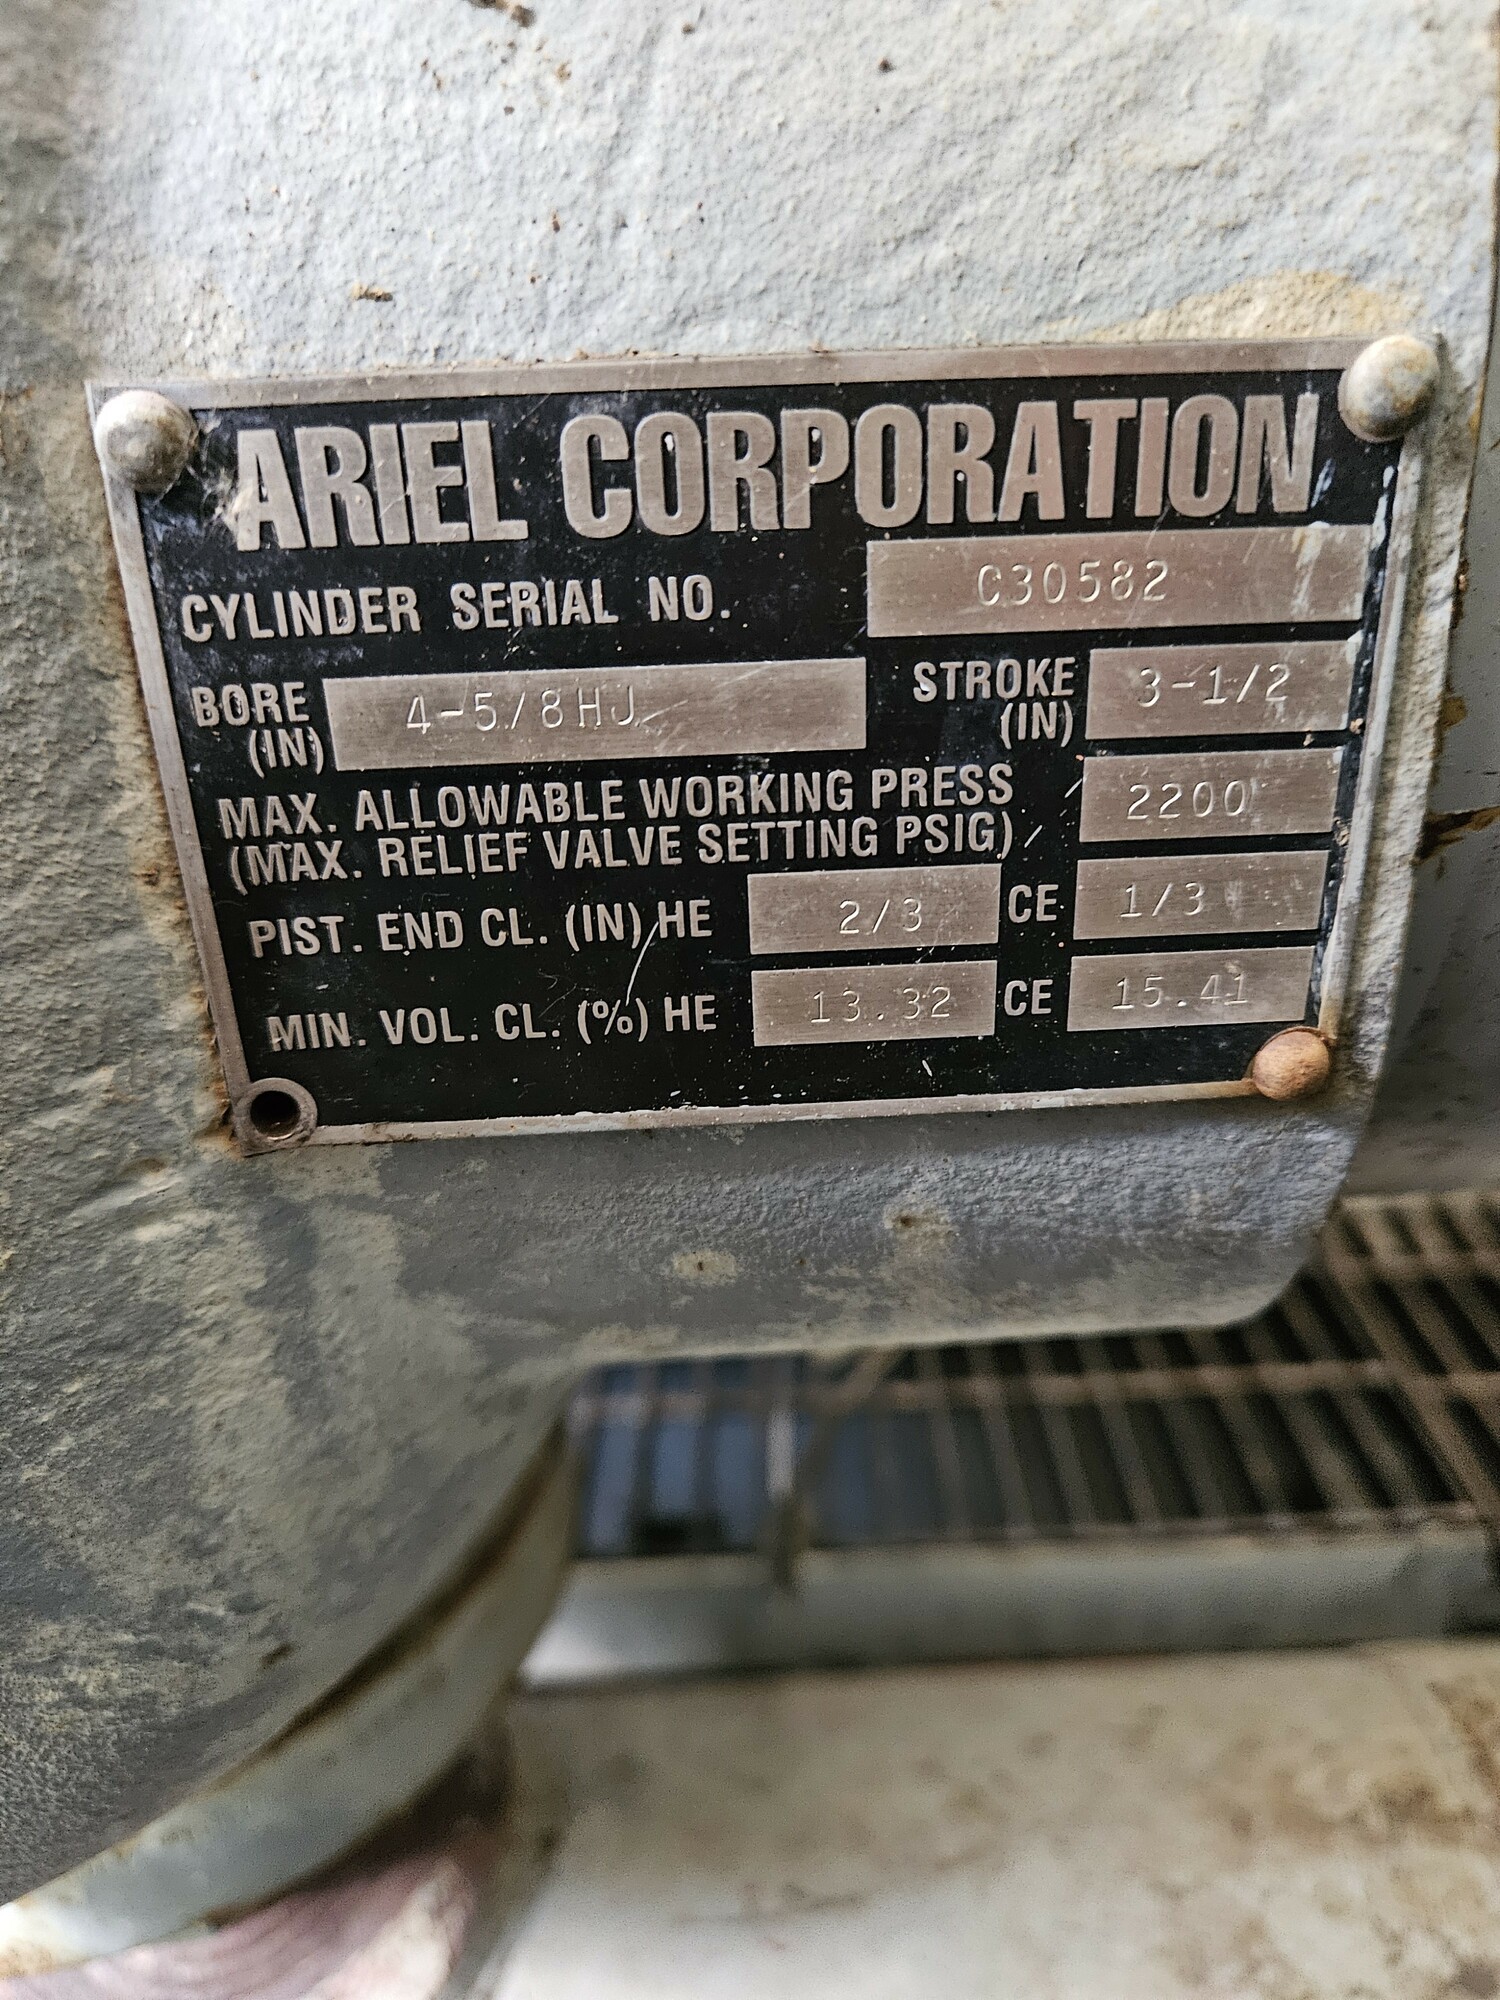 ARIEL CORPORATION
CYLINDER SERIAL NO. C30582
BORE (IN) 4-5/8HJ STROKE (IN) 3-1/2
MAX. ALLOWABLE WORKING PRESS
(MAX. RELIEF VALVE SETTING PSIG) 2200
PIST. END CL. (IN) HE 2/3 CE 1/3
MIN. VOL. CL. (%) HE 13.32 CE 15.41